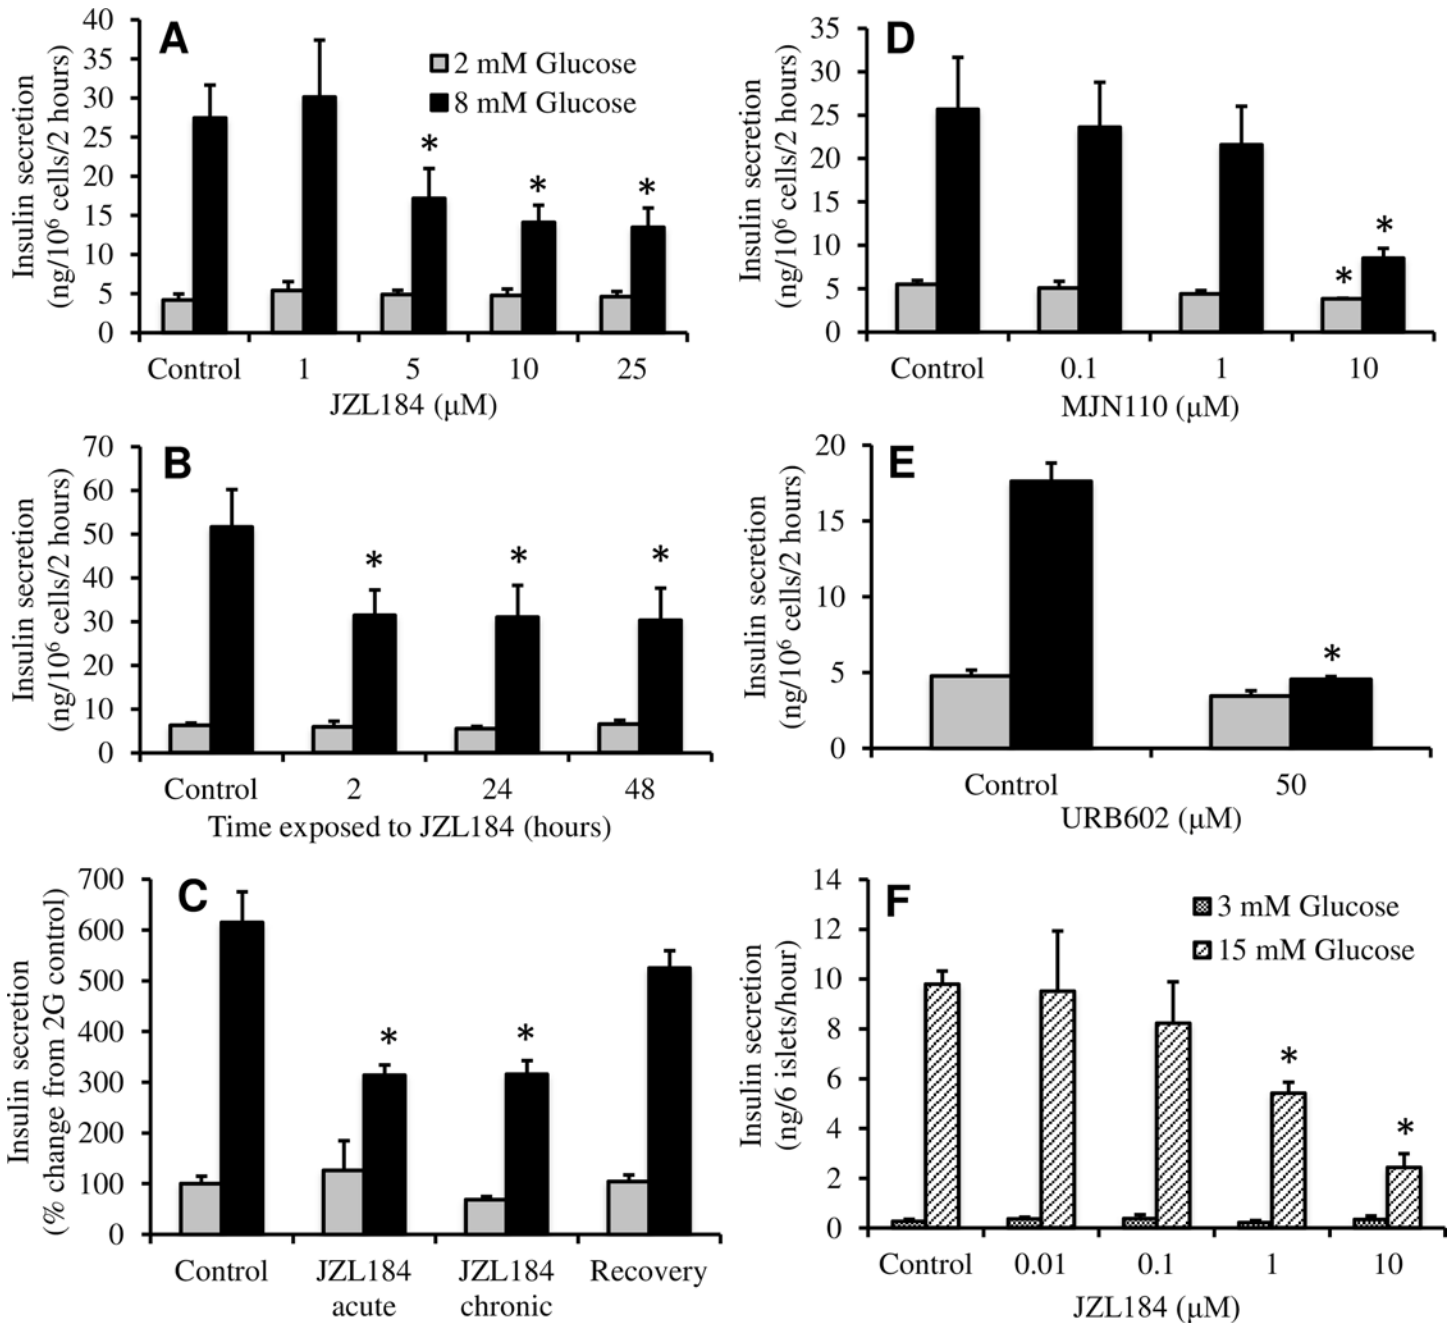 A
Insulin secretion
(ng/10⁶ cells/2 hours)
40
35
30
25
20
15
10
5
0
2 mM Glucose
8 mM Glucose
*
*
*
Control 1 5 10 25
JZL184 (μM)
B
Insulin secretion
(ng/10⁶ cells/2 hours)
70
60
50
40
30
20
10
0
*
*
*
Control 2 24 48
Time exposed to JZL184 (hours)
C
Insulin secretion
(% change from 2G control)
700
600
500
400
300
200
100
0
*
*
Control JZL184 JZL184 Recovery
acute chronic
D
Insulin secretion
(ng/10⁶ cells/2 hours)
35
30
25
20
15
10
5
0
*
*
Control 0.1 1 10
MJN110 (μM)
E
Insulin secretion
(ng/10⁶ cells/2 hours)
20
15
10
5
0
*
Control 50
URB602 (μM)
F
Insulin secretion
(ng/6 islets/hour)
14
12
10
8
6
4
2
0
3 mM Glucose
15 mM Glucose
*
*
Control 0.01 0.1 1 10
JZL184 (μM)